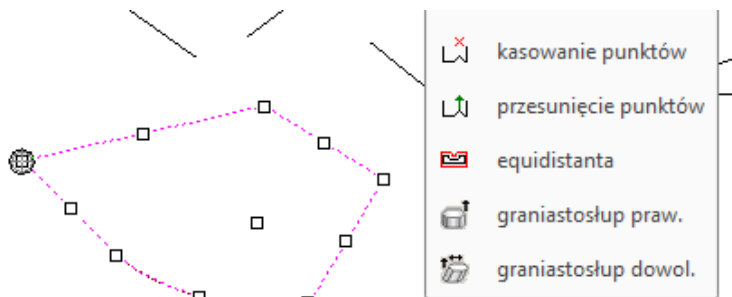 kasowanie punktów
przesunięcie punktów
equidistanta
graniastosłup praw.
graniastosłup dowol.